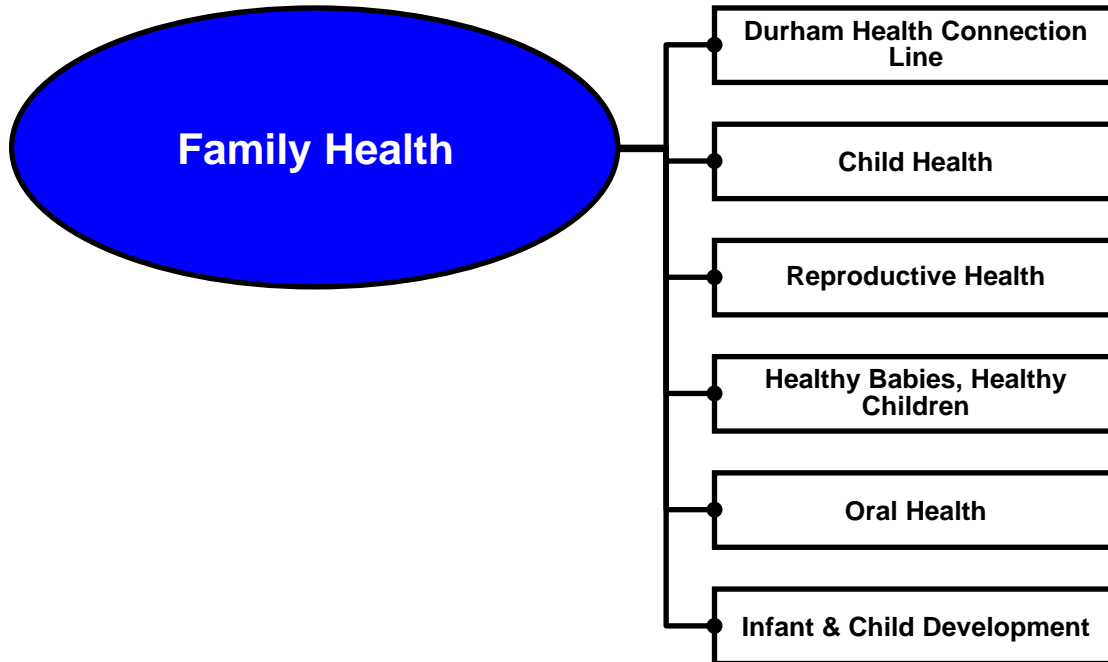 Family Health
Durham Health Connection
Line
Child Health
Reproductive Health
Healthy Babies, Healthy
Children
Oral Health
Infant & Child Development